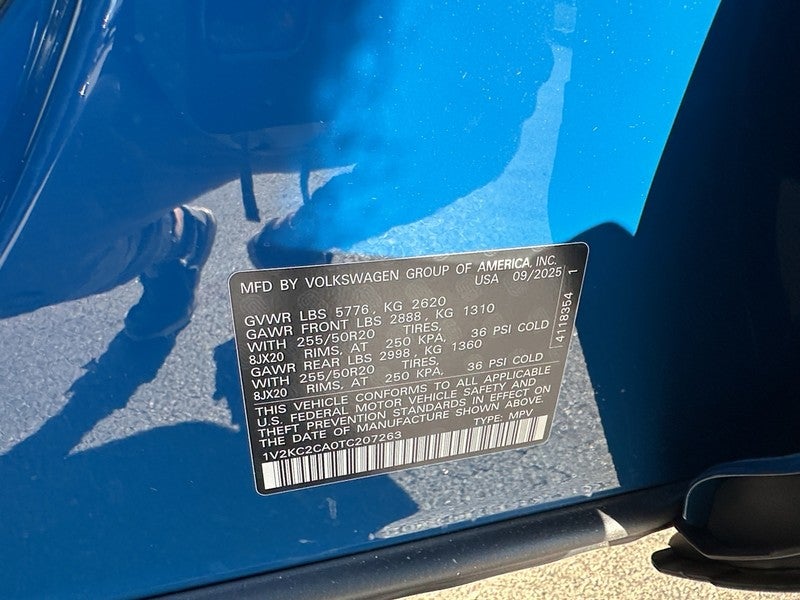 MFD BY VOLKSWAGEN GROUP OF AMERICA, INC.
USA 09/2025
GVWR LBS 5776, KG 2620
GAWR FRONT LBS 2888, KG 1310
WITH 255/50R20 TIRES,
8JX20 RIMS, AT 250 KPA, 36 PSI COLD
GAWR REAR LBS 2998, KG 1360
WITH 255/50R20 TIRES,
8JX20 RIMS, AT 250 KPA, 36 PSI COLD
THIS VEHICLE CONFORMS TO ALL APPLICABLE
U.S. FEDERAL MOTOR VEHICLE SAFETY AND
THEFT PREVENTION STANDARDS IN EFFECT ON
THE DATE OF MANUFACTURE SHOWN ABOVE.
1V2KC2CA0TC207263 TYPE: MPV
4118354 1